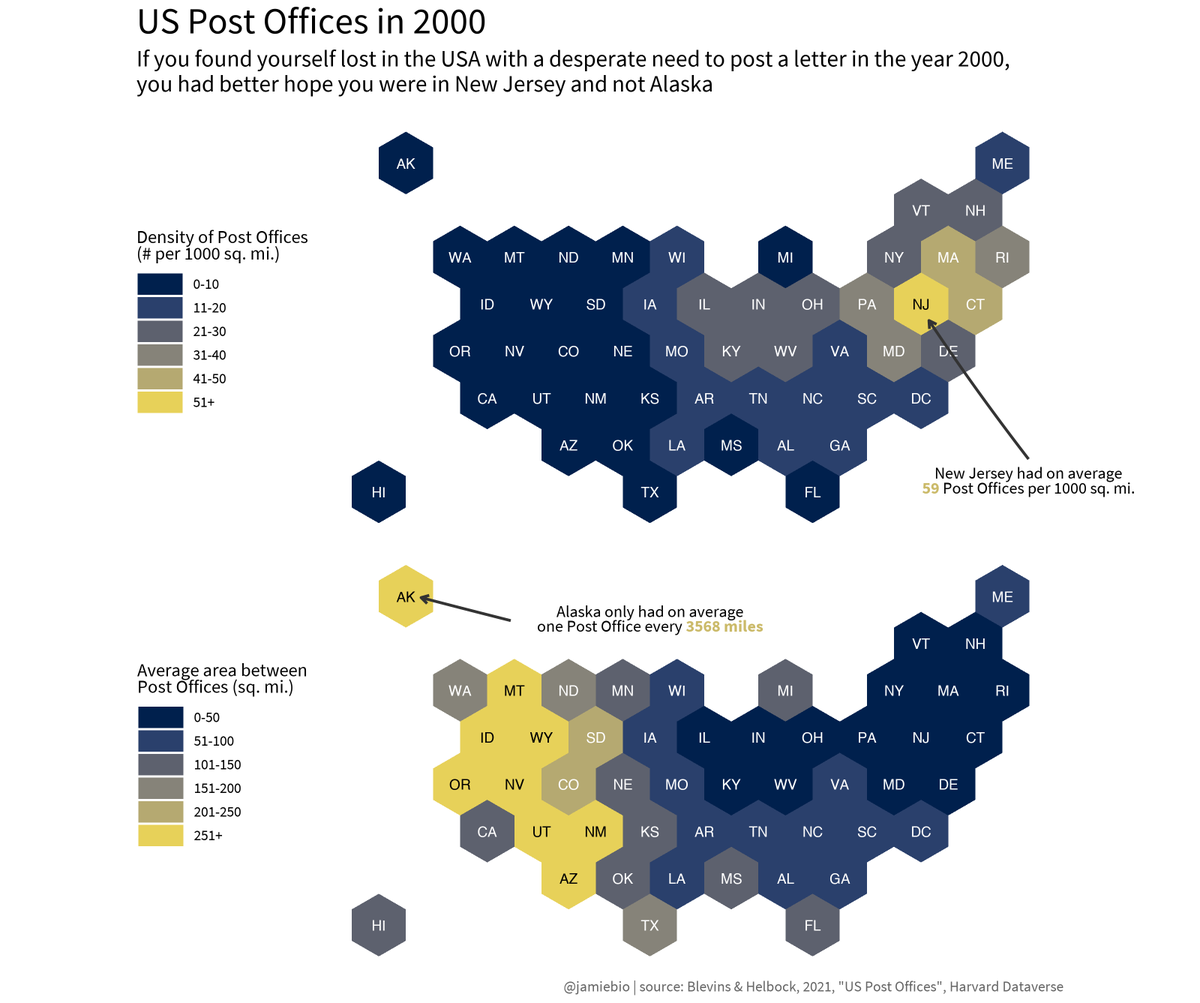 US Post Offices in 2000
If you found yourself lost in the USA with a desperate need to post a letter in the year 2000,
you had better hope you were in New Jersey and not Alaska
AK ME
VT NH
Density of Post Offices
(# per 1000 sq. mi.)
WA MT ND MN WI MI NY MA RI
0-10
ID WY SD IA IL IN OH PA NJ CT
11-20
21-30
OR NV CO NE MO KY WV VA MD DE
31-40
41-50
CA UT NM KS AR TN NC SC DC
51+
AZ OK LA MS AL GA
New Jersey had on average
59 Post Offices per 1000 sq. mi.
HI TX FL
AK ME
Alaska only had on average
one Post Office every 3568 miles
VT NH
Average area between
Post Offices (sq. mi.)
WA MT ND MN WI MI NY MA RI
0-50
ID WY SD IA IL IN OH PA NJ CT
51-100
101-150
OR NV CO NE MO KY WV VA MD DE
151-200
201-250
CA UT NM KS AR TN NC SC DC
251+
AZ OK LA MS AL GA
HI TX FL
@jamiebio | source: Blevins & Helbock, 2021, "US Post Offices", Harvard Dataverse